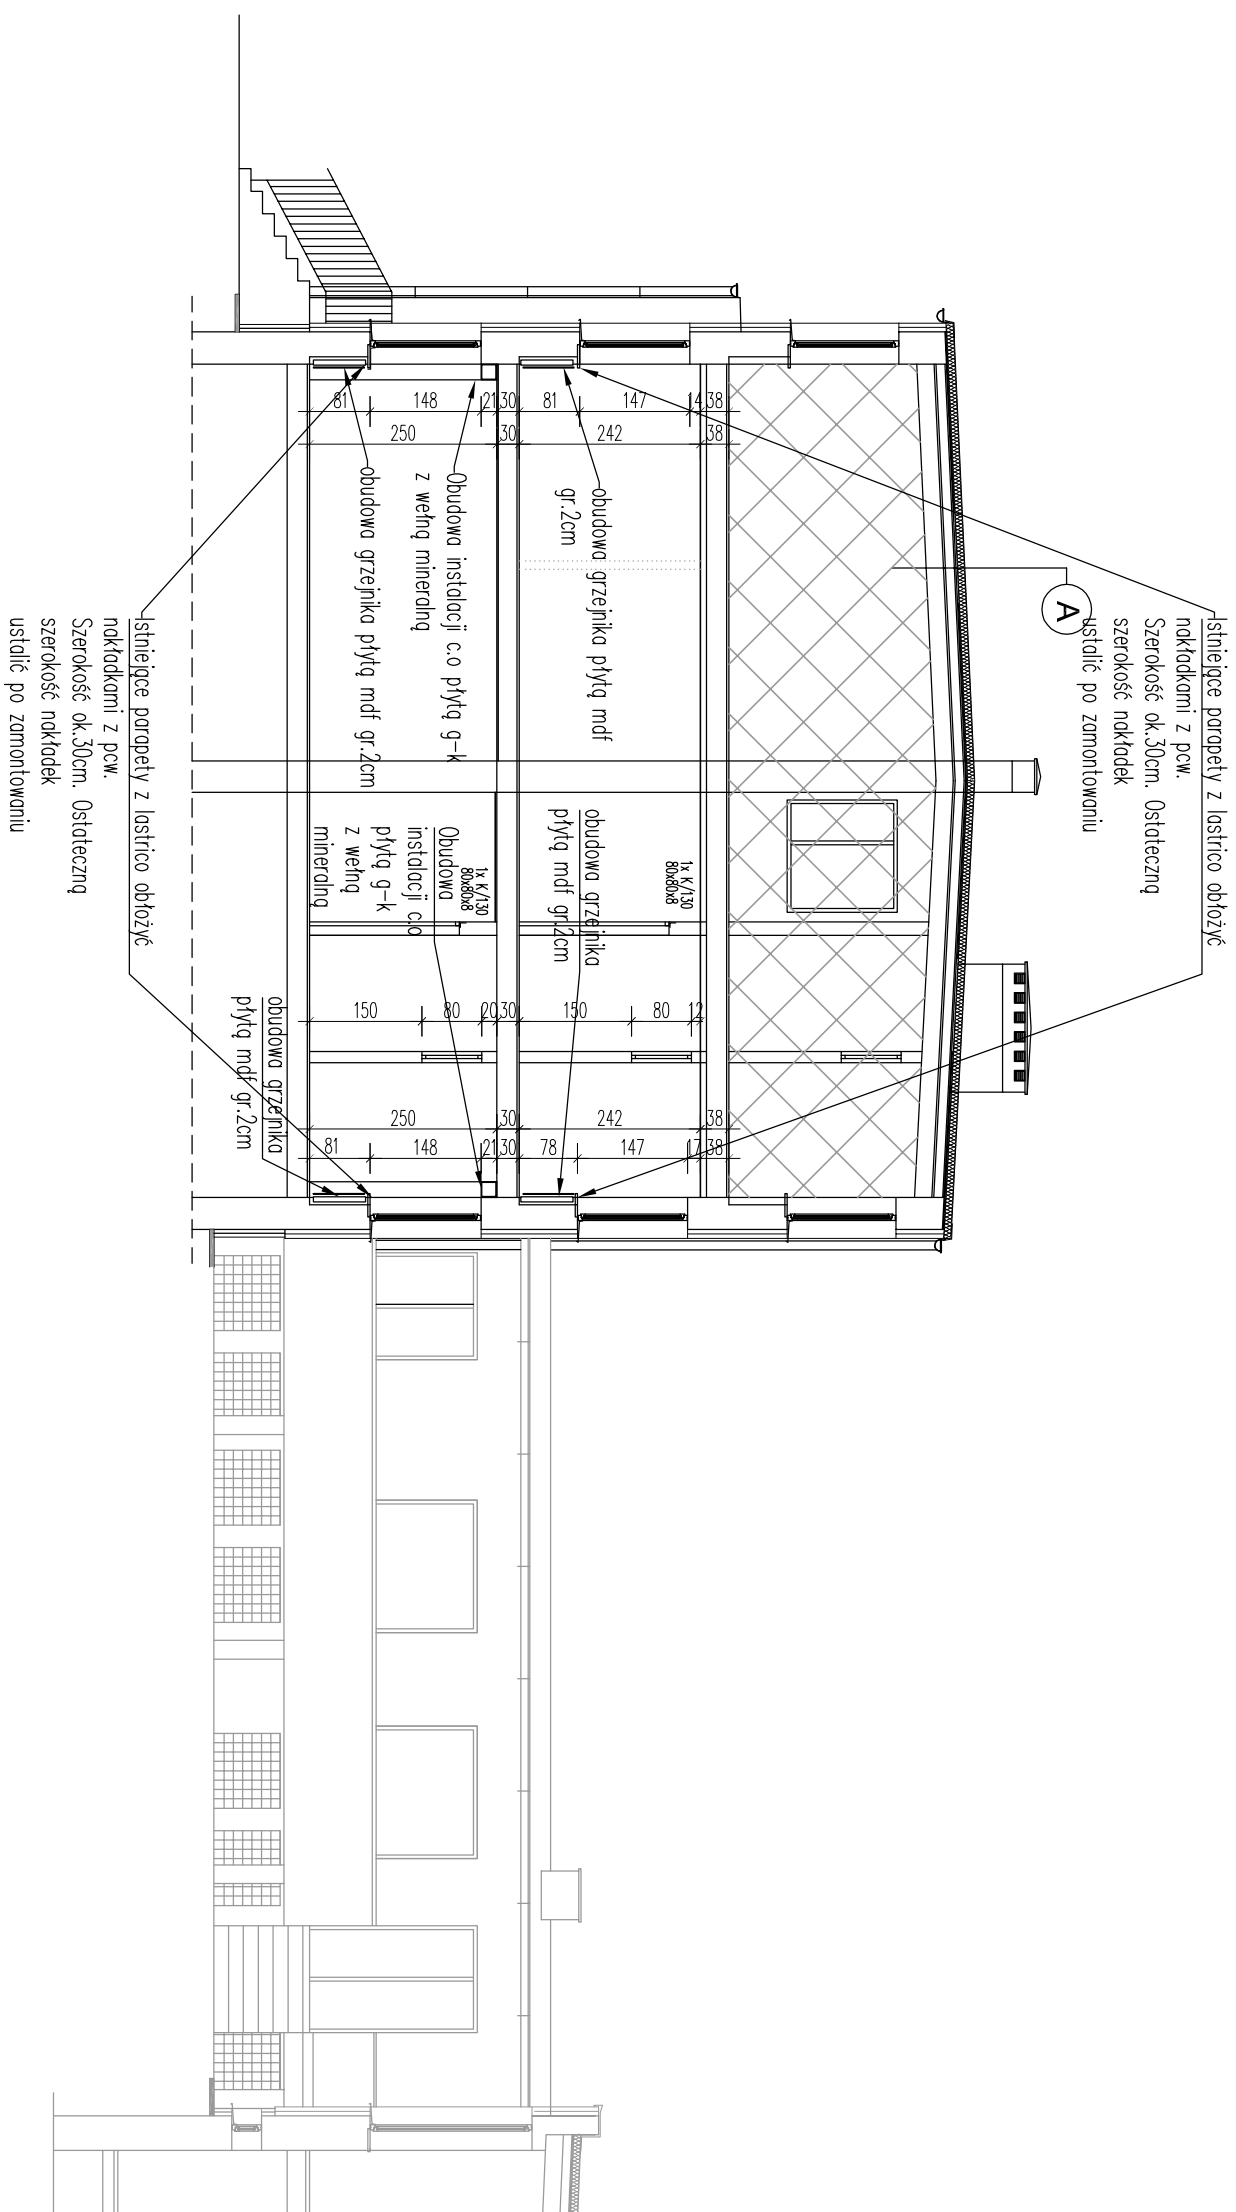 Istniejące parapety z lastrico obłożyć
nakładkami z pcw.
Szerokość ok.30cm. Ostateczną
szerokość nakładek
ustalić po zamontowaniu
A
38
38
14
147
81
30
21
148
81
38
242
30
250
obudowa grzejnika płytą mdf
gr.2cm
Obudowa instalacji c.o płytą g-k
z wełną mineralną
obudowa grzejnika płytą mdf gr.2cm
1x K/130
80x80x8
obudowa grzejnika
płytą mdf gr.2cm
1x K/130
80x80x8
Obudowa
instalacji c.o
płytą g-k
z wełną
mineralną
12
80
150
30
20
80
150
38
242
30
250
38
17
147
78
30
21
148
81
obudowa grzejnika
płytą mdf gr.2cm
Istniejące parapety z lastrico obłożyć
nakładkami z pcw.
Szerokość ok.30cm. Ostateczną
szerokość nakładek
ustalić po zamontowaniu